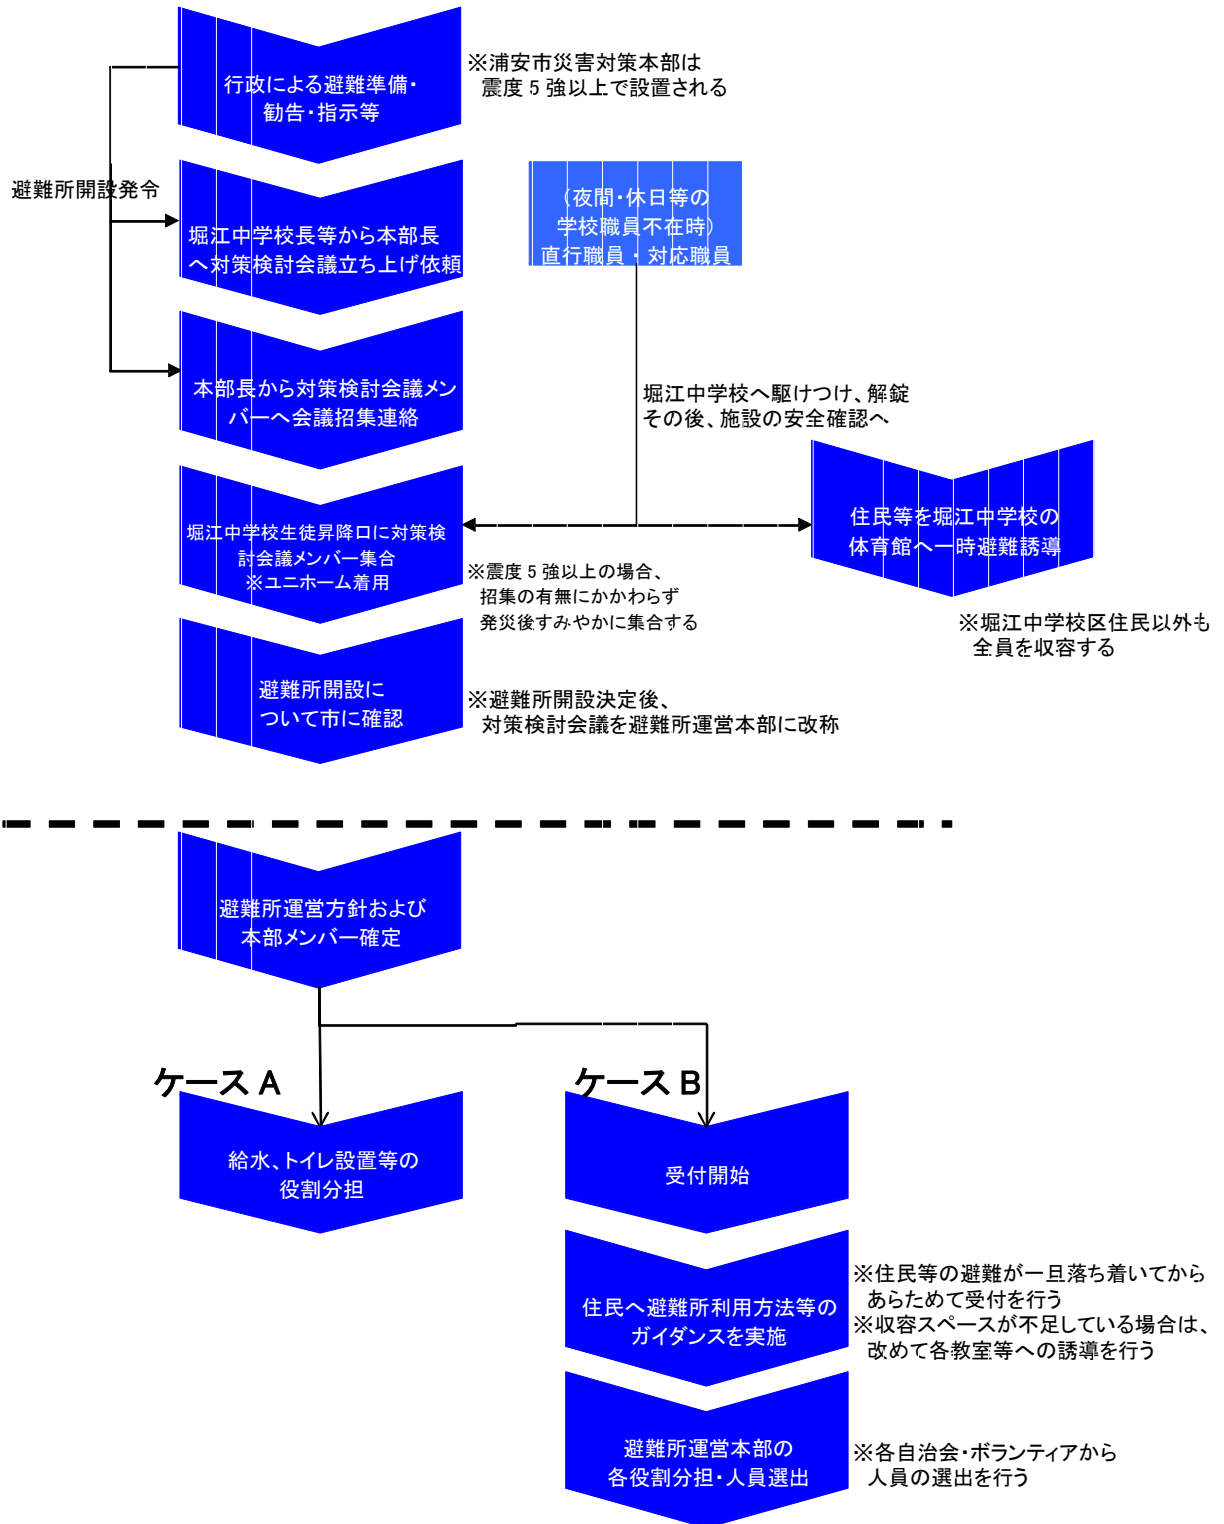 行政による避難準備・
勧告・指示等
※浦安市災害対策本部は
震度５強以上で設置される
避難所開設発令
堀江中学校長等から本部長
へ対策検討会議立ち上げ依頼
（夜間・休日等の
学校職員不在時）
直行職員・対応職員
本部長から対策検討会議メン
バーへ会議招集連絡
堀江中学校へ駆けつけ、解錠
その後、施設の安全確認へ
堀江中学校生徒昇降口に対策検
討会議メンバー集合
※ユニホーム着用
住民等を堀江中学校の
体育館へ一時避難誘導
※震度５強以上の場合、
招集の有無にかかわらず
発災後すみやかに集合する
※堀江中学校区住民以外も
全員を収容する
避難所開設に
ついて市に確認
※避難所開設決定後、
対策検討会議を避難所運営本部に改称
避難所運営方針および
本部メンバー確定
ケースＡ
ケースＢ
給水、トイレ設置等の
役割分担
受付開始
住民へ避難所利用方法等の
ガイダンスを実施
※住民等の避難が一旦落ち着いてから
あらためて受付を行う
※収容スペースが不足している場合は、
改めて各教室等への誘導を行う
避難所運営本部の
各役割分担・人員選出
※各自治会・ボランティアから
人員の選出を行う